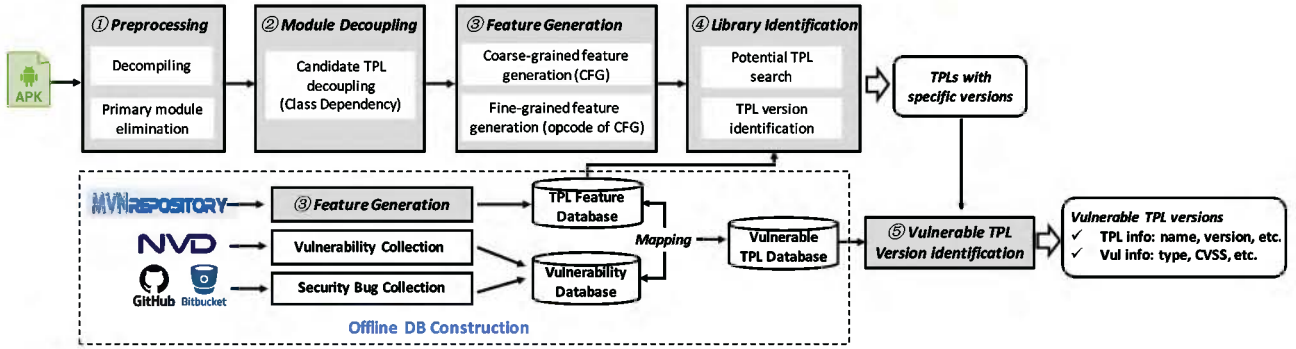 ① Preprocessing
Decompiling
Primary module
elimination
② Module Decoupling
Candidate TPL
decoupling
(Class Dependency)
③ Feature Generation
Coarse-grained feature
generation (CFG)
Fine-grained feature
generation (opcode of CFG)
④ Library Identification
Potential TPL
search
TPL version
identification
TPLs with
specific versions
APK
MVNREPOSITORY
③ Feature Generation
TPL Feature
Database
NVD
Vulnerability Collection
Mapping
Vulnerable
TPL Database
⑤ Vulnerable TPL
Version identification
Vulnerable TPL versions
✓ TPL info: name, version, etc.
✓ Vul info: type, CVSS, etc.
GitHub Bitbucket
Security Bug Collection
Vulnerability
Database
Offline DB Construction